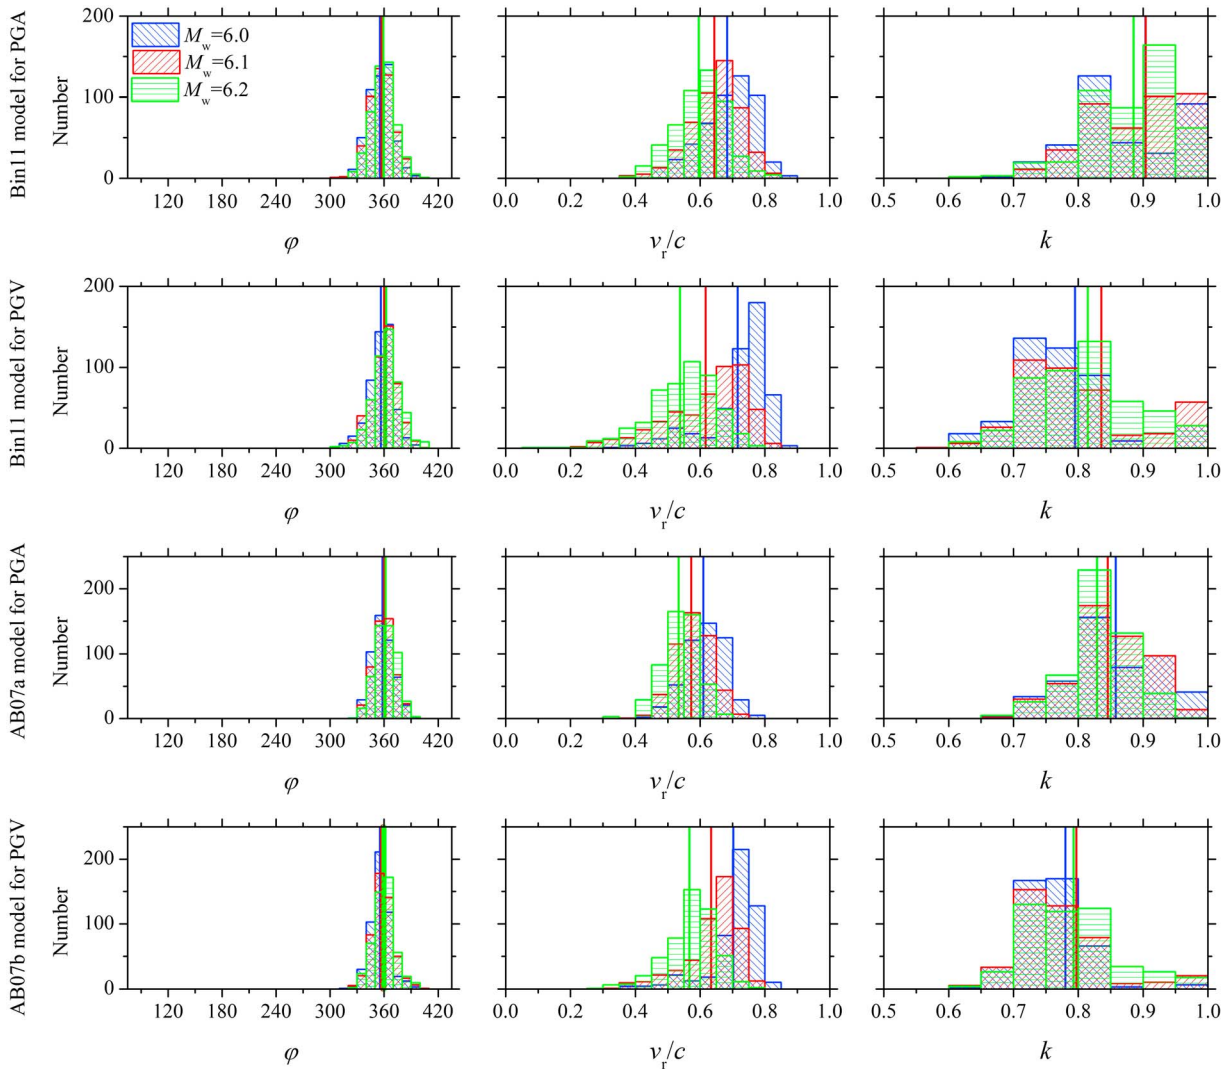 Bin11 model for PGA
Number
200
100
0
M_w=6.0
M_w=6.1
M_w=6.2
120 180 240 300 360 420
φ
0.0 0.2 0.4 0.6 0.8 1.0
v_r/c
0.5 0.6 0.7 0.8 0.9 1.0
k
Bin11 model for PGV
Number
200
100
0
120 180 240 300 360 420
φ
0.0 0.2 0.4 0.6 0.8 1.0
v_r/c
0.5 0.6 0.7 0.8 0.9 1.0
k
AB07a model for PGA
Number
200
100
0
120 180 240 300 360 420
φ
0.0 0.2 0.4 0.6 0.8 1.0
v_r/c
0.5 0.6 0.7 0.8 0.9 1.0
k
AB07b model for PGV
Number
200
100
0
120 180 240 300 360 420
φ
0.0 0.2 0.4 0.6 0.8 1.0
v_r/c
0.5 0.6 0.7 0.8 0.9 1.0
k